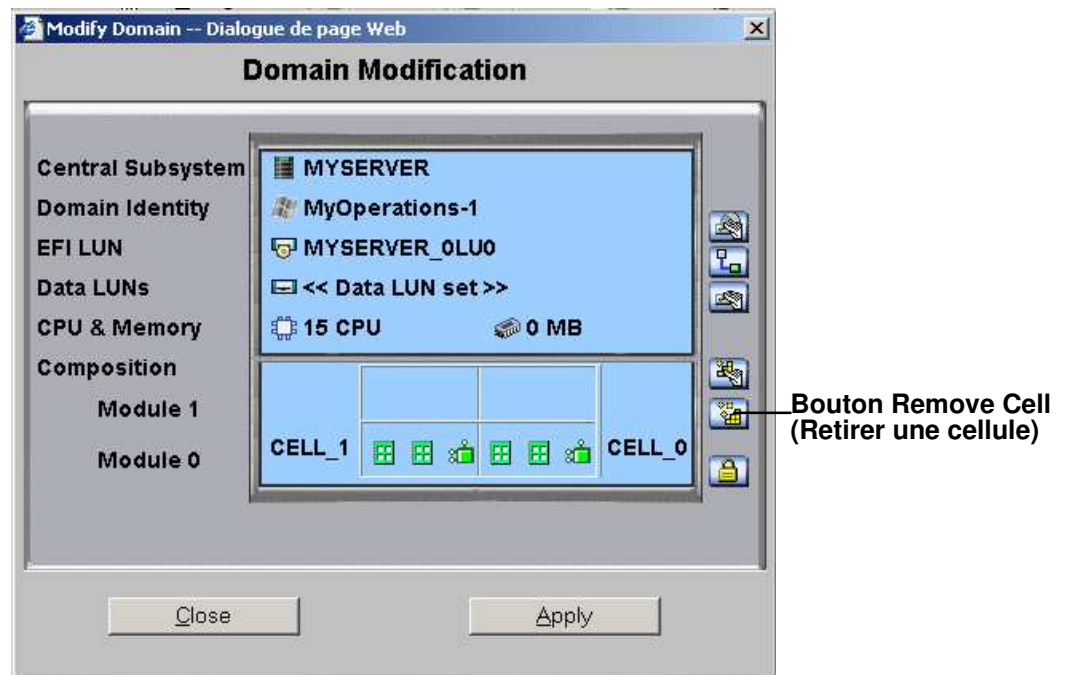 Modify Domain -- Dialogue de page Web
Domain Modification
Central Subsystem MYSERVER
Domain Identity MyOperations-1
EFI LUN MYSERVER_0LU0
Data LUNs << Data LUN set >>
CPU & Memory 15 CPU 0 MB
Composition
Module 1
Module 0
CELL_1 CELL_0
Bouton Remove Cell
(Retirer une cellule)
Close Apply